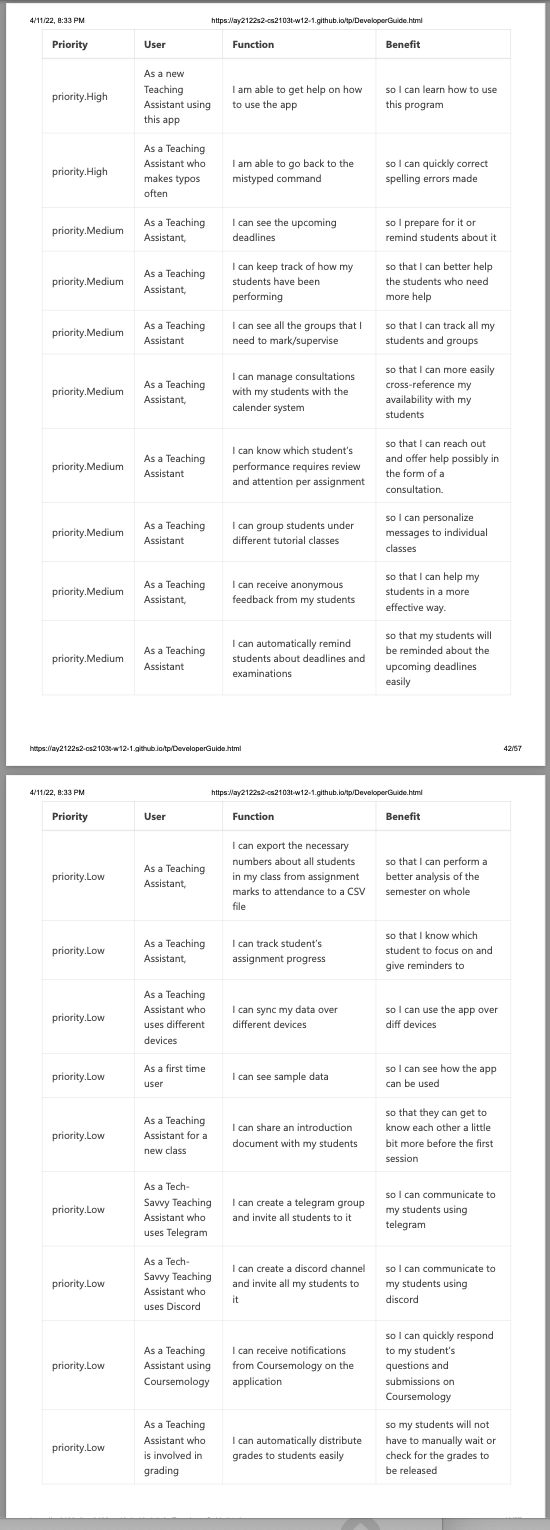 4/11/22, 8:33 PM https://ay2122s2-cs2103t-w12-1.github.io/tp/DeveloperGuide.html
Priority User Function Benefit
priority.High
As a new
Teaching
Assistant using
this app
I am able to get help on how
to use the app
so I can learn how to use
this program
priority.High
As a Teaching
Assistant who
makes typos
often
I am able to go back to the
mistyped command
so I can quickly correct
spelling errors made
priority.Medium
As a Teaching
Assistant,
I can see the upcoming
deadlines
so I prepare for it or
remind students about it
priority.Medium
As a Teaching
Assistant,
I can keep track of how my
students have been
performing
so that I can better help
the students who need
more help
priority.Medium
As a Teaching
Assistant
I can see all the groups that I
need to mark/supervise
so that I can track all my
students and groups
priority.Medium
As a Teaching
Assistant,
I can manage consultations
with my students with the
calender system
so that I can more easily
cross-reference my
availability with my
students
priority.Medium
As a Teaching
Assistant
I can know which student's
performance requires review
and attention per assignment
so that I can reach out
and offer help possibly in
the form of a
consultation.
priority.Medium
As a Teaching
Assistant
I can group students under
different tutorial classes
so I can personalize
messages to individual
classes
priority.Medium
As a Teaching
Assistant,
I can receive anonymous
feedback from my students
so that I can help my
students in a more
effective way.
priority.Medium
As a Teaching
Assistant
I can automatically remind
students about deadlines and
examinations
so that my students will
be reminded about the
upcoming deadlines
easily
https://ay2122s2-cs2103t-w12-1.github.io/tp/DeveloperGuide.html 42/57
4/11/22, 8:33 PM https://ay2122s2-cs2103t-w12-1.github.io/tp/DeveloperGuide.html
Priority User Function Benefit
priority.Low
As a Teaching
Assistant,
I can export the necessary
numbers about all students
in my class from assignment
marks to attendance to a CSV
file
so that I can perform a
better analysis of the
semester on whole
priority.Low
As a Teaching
Assistant,
I can track student's
assignment progress
so that I know which
student to focus on and
give reminders to
priority.Low
As a Teaching
Assistant who
uses different
devices
I can sync my data over
different devices
so I can use the app over
diff devices
priority.Low
As a first time
user
I can see sample data
so I can see how the app
can be used
priority.Low
As a Teaching
Assistant for a
new class
I can share an introduction
document with my students
so that they can get to
know each other a little
bit more before the first
session
priority.Low
As a Tech-
Savvy Teaching
Assistant who
uses Telegram
I can create a telegram group
and invite all students to it
so I can communicate to
my students using
telegram
priority.Low
As a Tech-
Savvy Teaching
Assistant who
uses Discord
I can create a discord channel
and invite all my students to
it
so I can communicate to
my students using
discord
priority.Low
As a Teaching
Assistant using
Coursemology
I can receive notifications
from Coursemology on the
application
so I can quickly respond
to my student's
questions and
submissions on
Coursemology
priority.Low
As a Teaching
Assistant who
is involved in
grading
I can automatically distribute
grades to students easily
so my students will not
have to manually wait or
check for the grades to
be released